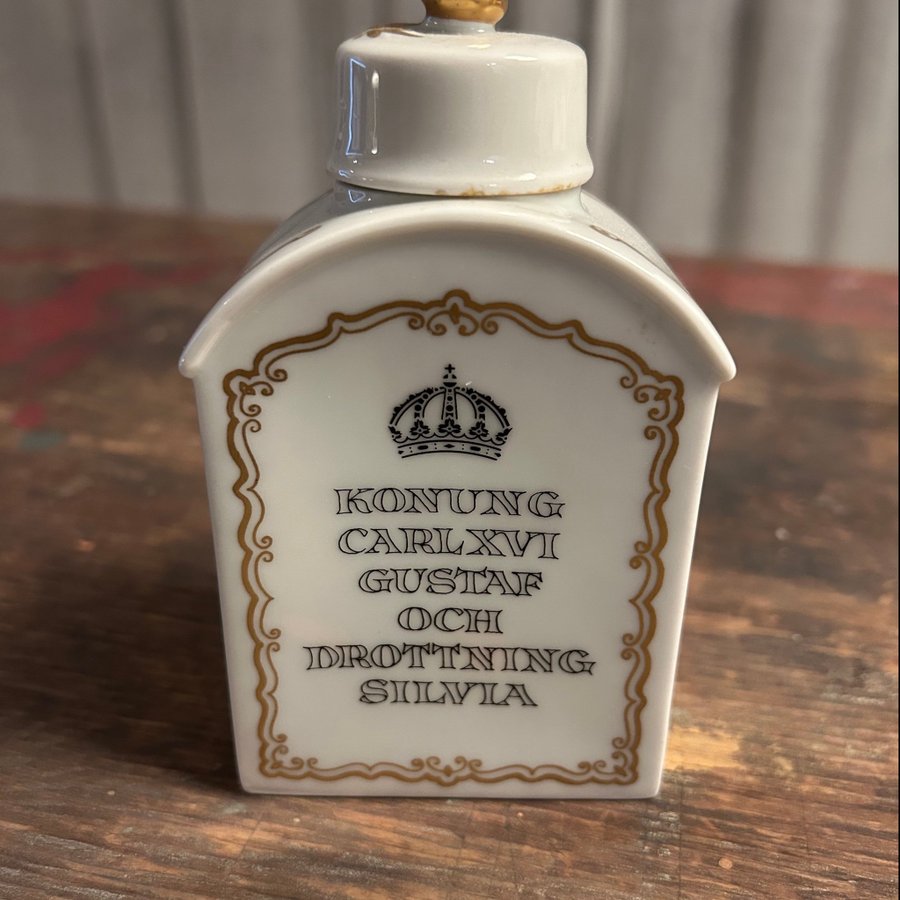 KONUNG
CARL XVI
GUSTAF
OCH
DROTTNING
SILVIA